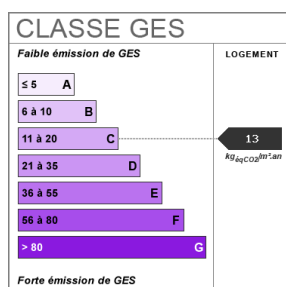 CLASSE GES
Faible émission de GES
LOGEMENT
≤ 5 A
6 à 10 B
11 à 20 C
13
kgéqCO2/m².an
21 à 35 D
36 à 55 E
56 à 80 F
> 80 G
Forte émission de GES